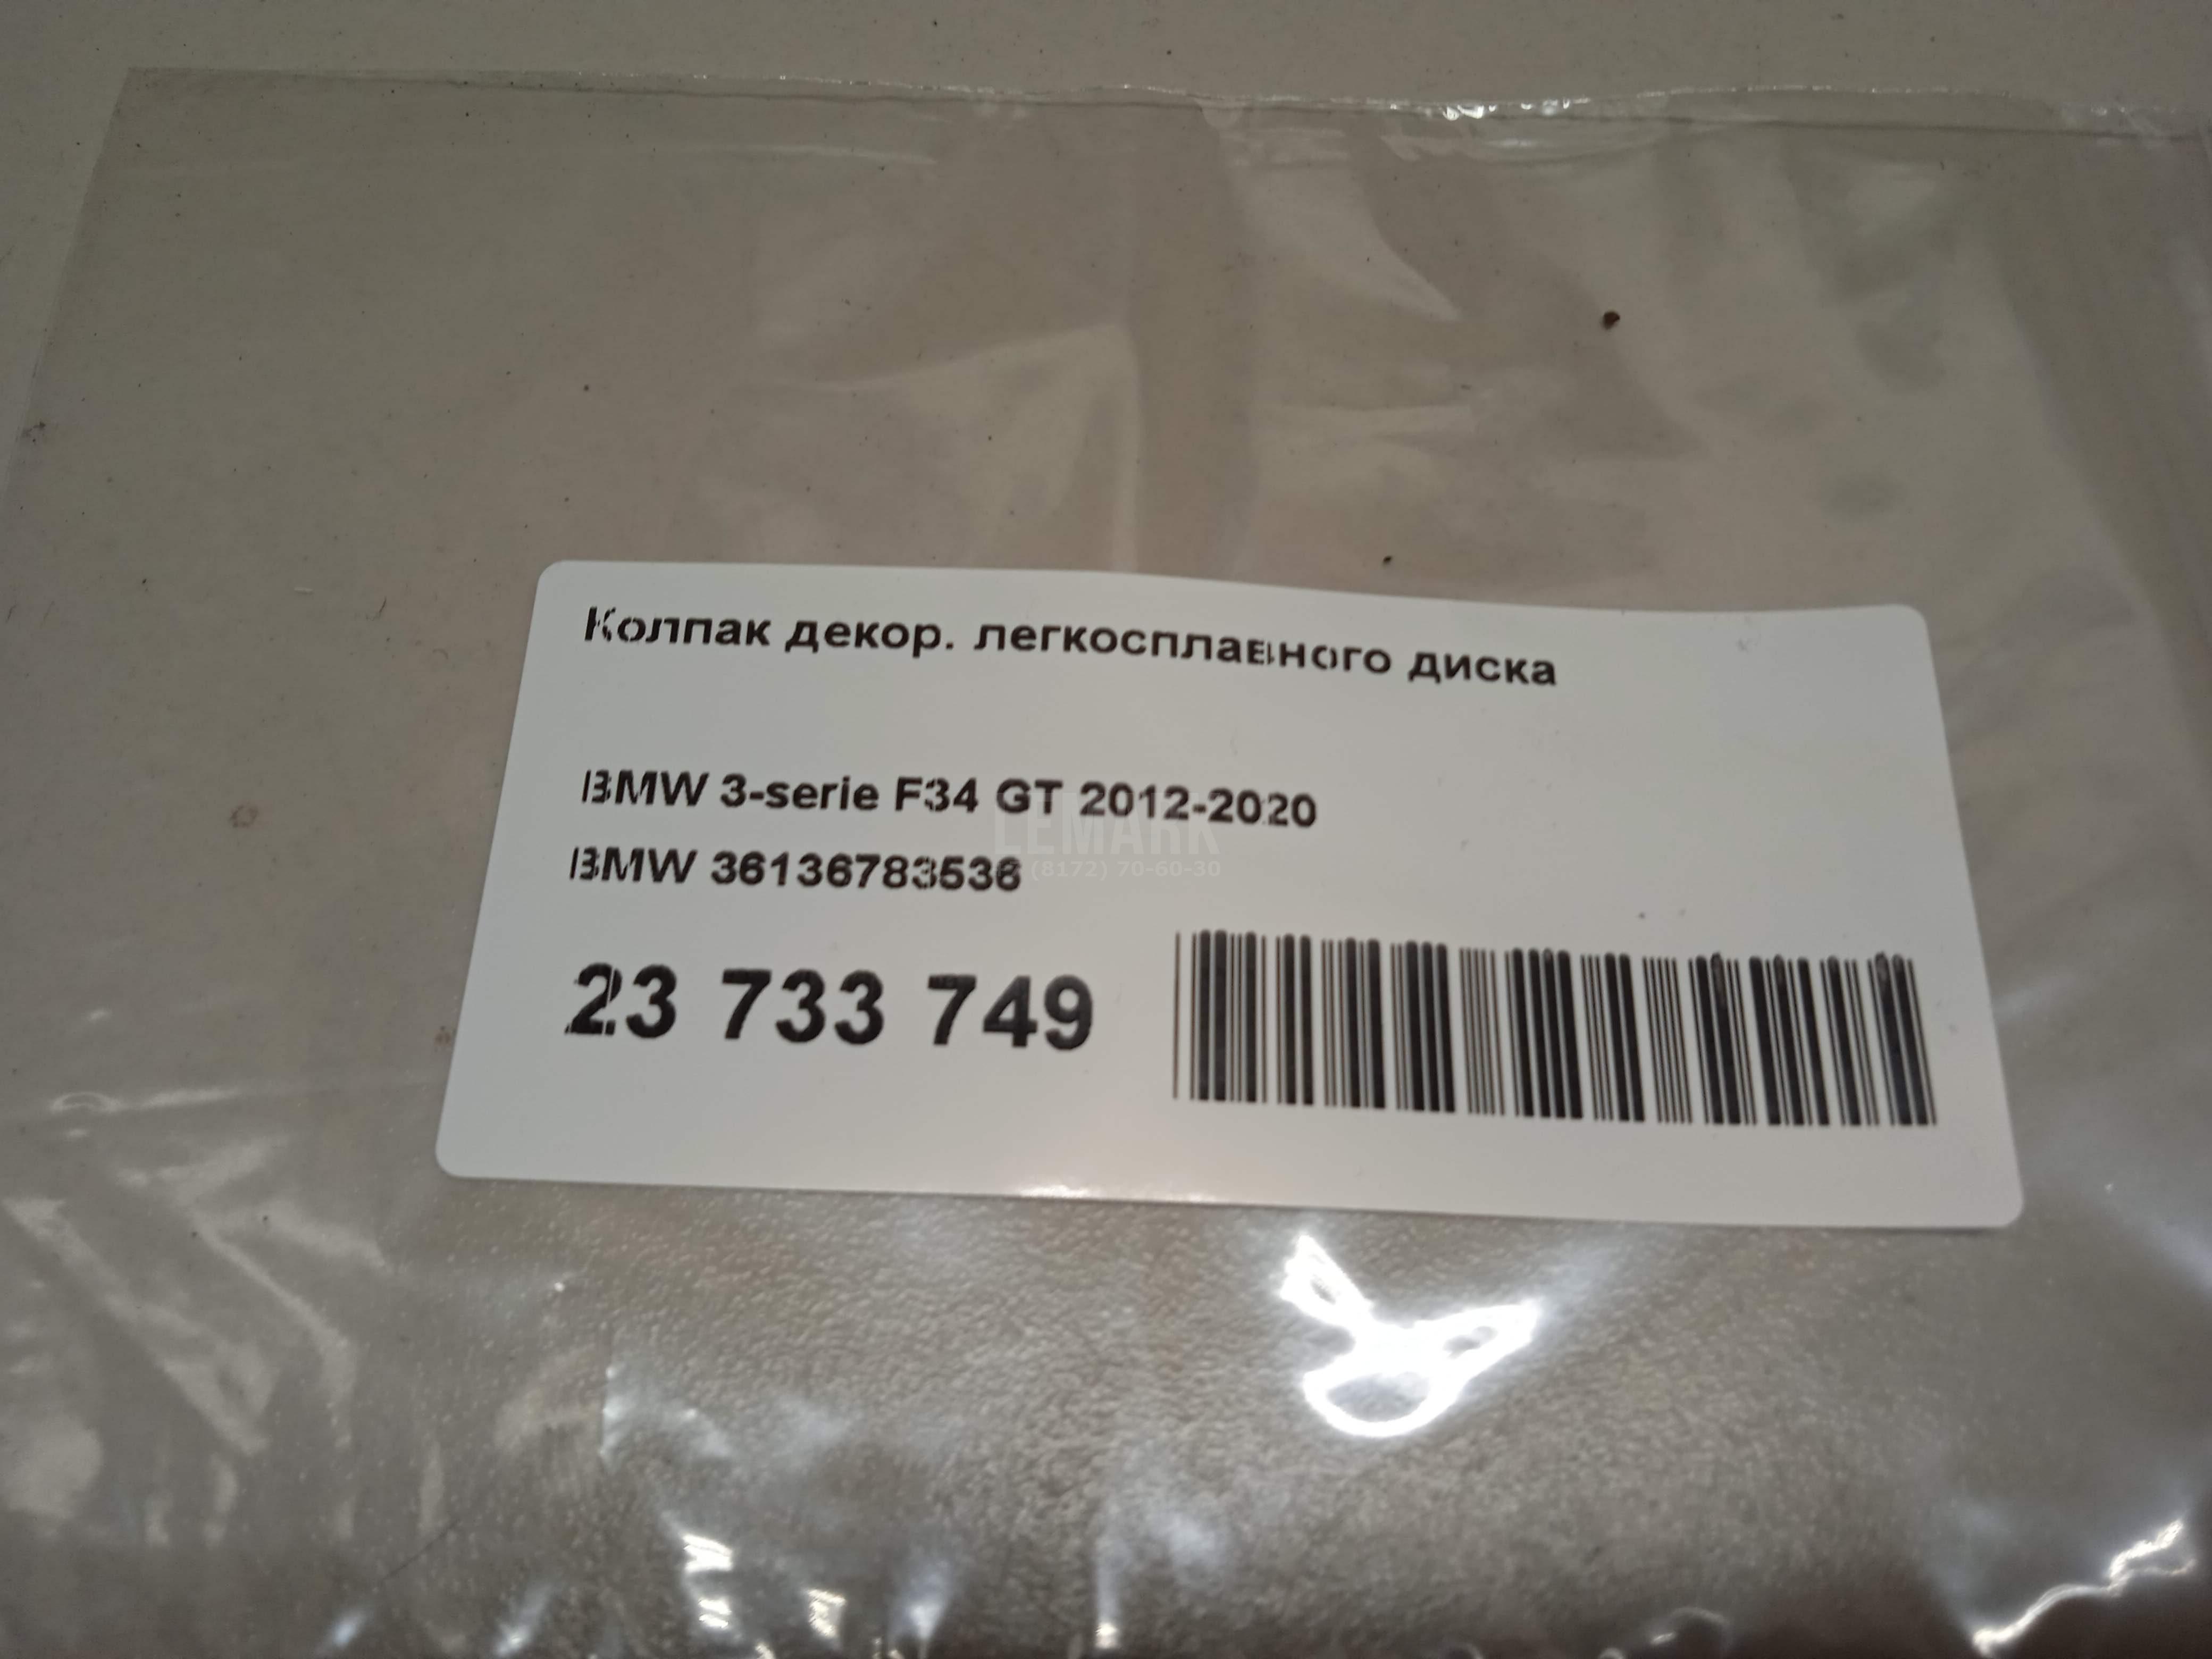 Колпак декор. легкосплавного диска
BMW 3-serie F34 GT 2012-2020
BMW 36136783536
23 733 749
LEMARK
(8172) 70-60-30